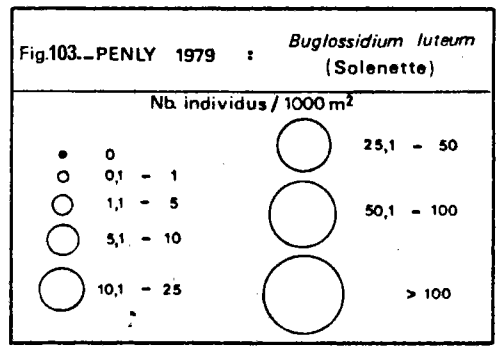 Fig.103._PENLY 1979 : Buglossidium luteum
(Solenette)
Nb. individus / 1000 m²
0
0,1 - 1
1,1 - 5
5,1 - 10
10,1 - 25
25,1 - 50
50,1 - 100
> 100